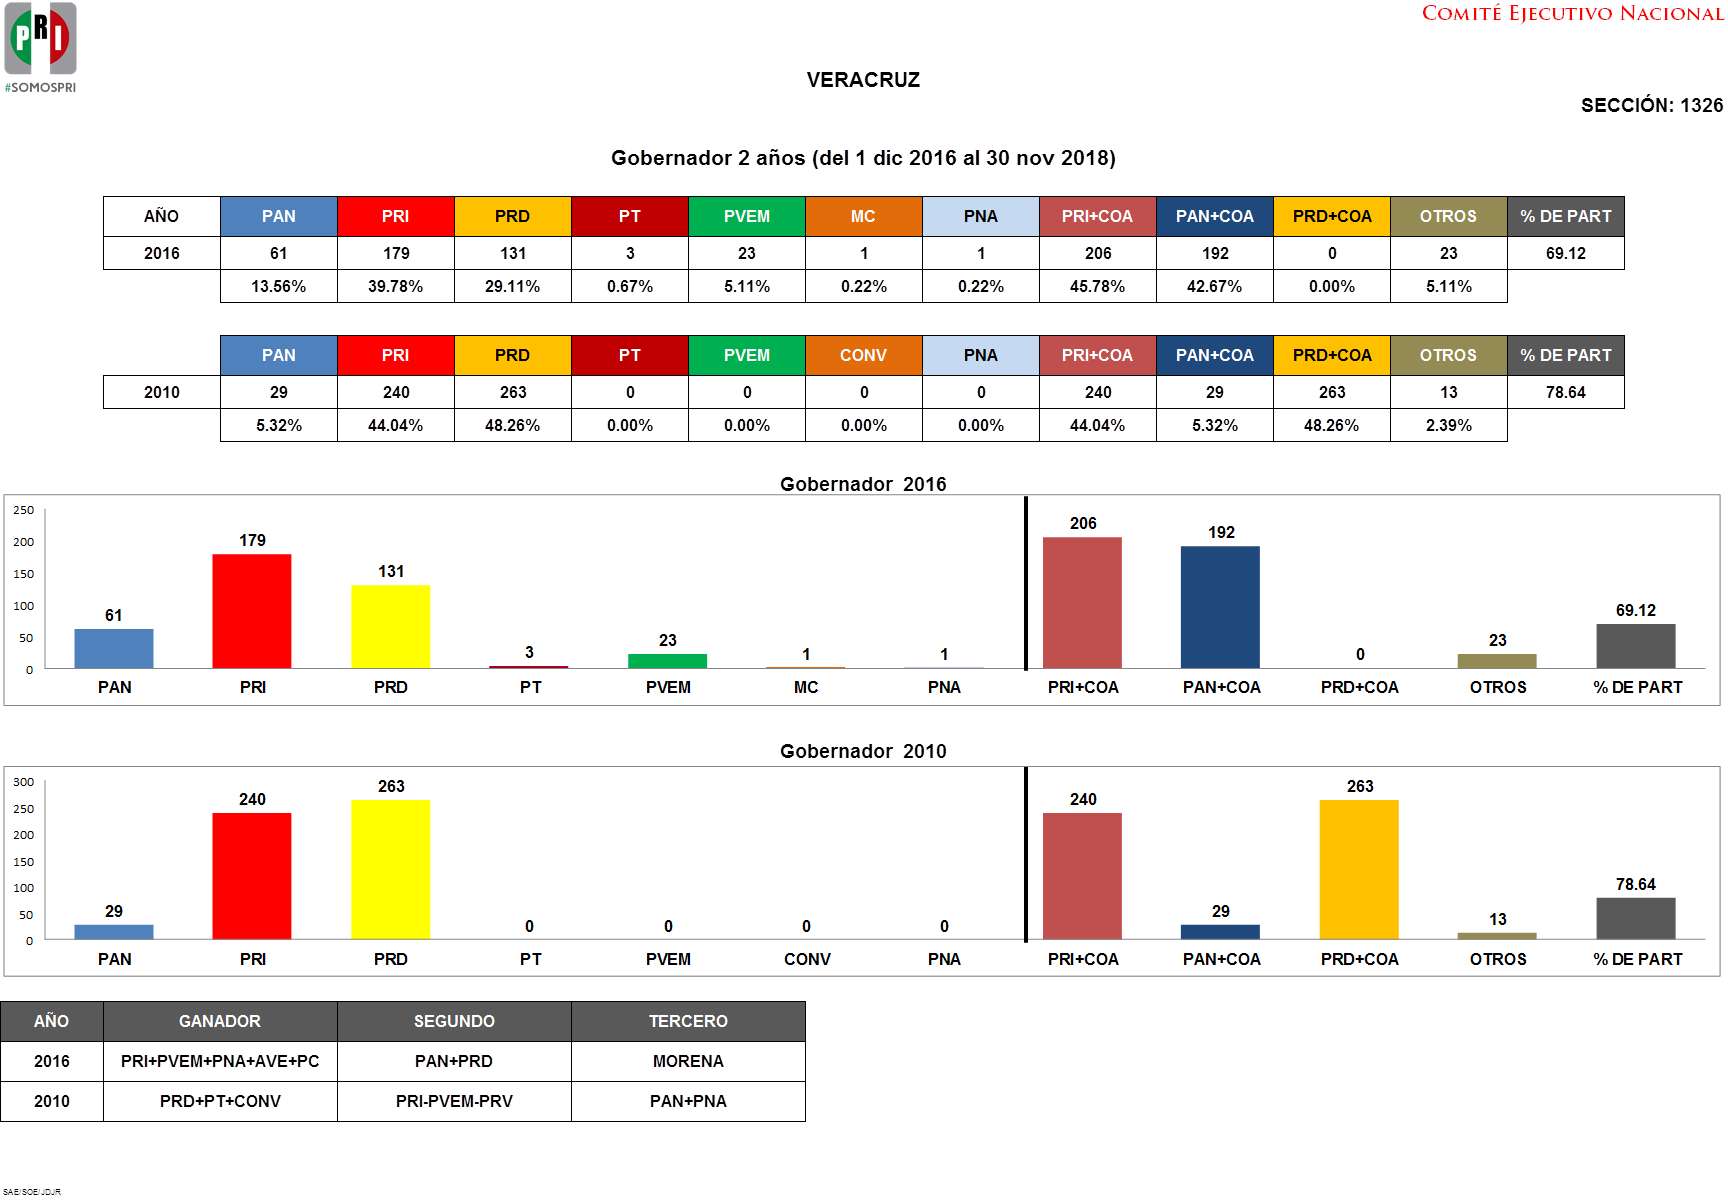 PRI
#SOMOSPRI
COMITÉ EJECUTIVO NACIONAL
VERACRUZ
SECCIÓN: 1326
Gobernador 2 años (del 1 dic 2016 al 30 nov 2018)
AÑO PAN PRI PRD PT PVEM MC PNA PRI+COA PAN+COA PRD+COA OTROS % DE PART
2016 61 179 131 3 23 1 1 206 192 0 23 69.12
13.56% 39.78% 29.11% 0.67% 5.11% 0.22% 0.22% 45.78% 42.67% 0.00% 5.11%
PAN PRI PRD PT PVEM CONV PNA PRI+COA PAN+COA PRD+COA OTROS % DE PART
2010 29 240 263 0 0 0 0 240 29 263 13 78.64
5.32% 44.04% 48.26% 0.00% 0.00% 0.00% 0.00% 44.04% 5.32% 48.26% 2.39%
Gobernador 2016
250
200
150
100
50
0
61 179 131 3 23 1 1 206 192 0 23 69.12
PAN PRI PRD PT PVEM MC PNA PRI+COA PAN+COA PRD+COA OTROS % DE PART
Gobernador 2010
300
250
200
150
100
50
0
29 240 263 0 0 0 0 240 29 263 13 78.64
PAN PRI PRD PT PVEM CONV PNA PRI+COA PAN+COA PRD+COA OTROS % DE PART
AÑO GANADOR SEGUNDO TERCERO
2016 PRI+PVEM+PNA+AVE+PC PAN+PRD MORENA
2010 PRD+PT+CONV PRI-PVEM-PRV PAN+PNA
SAE/SOE/JDJR